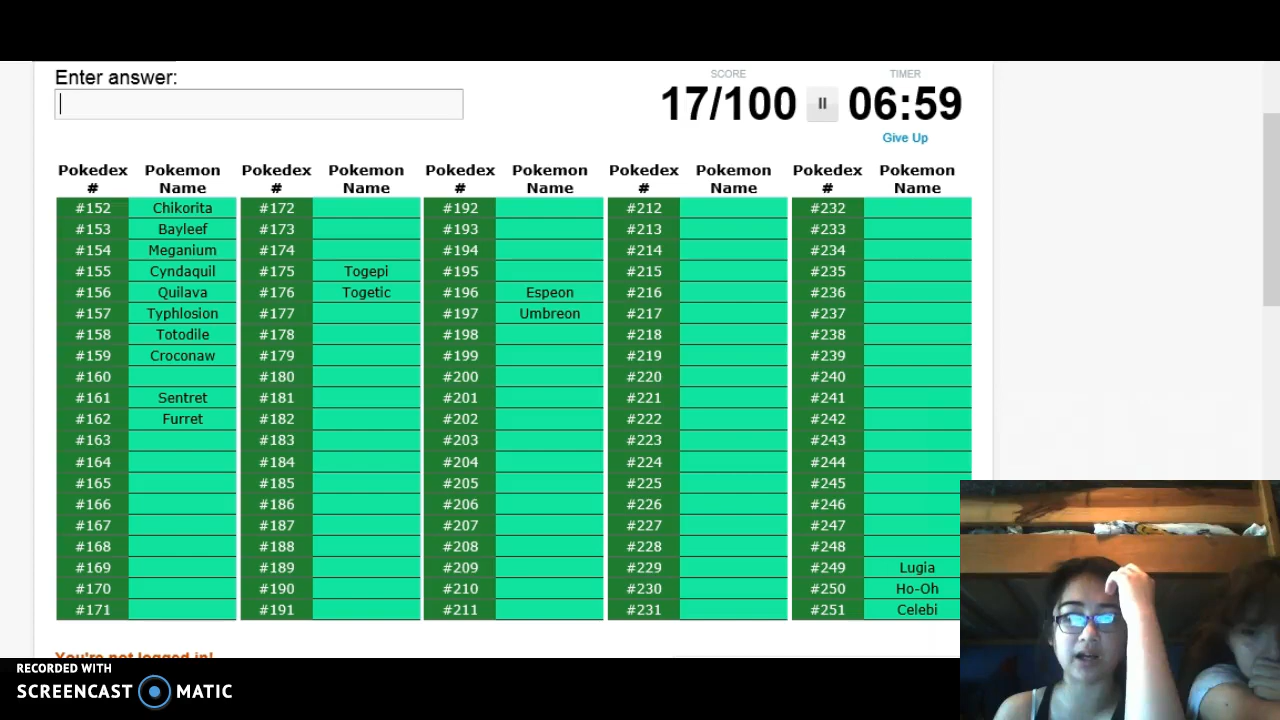 Enter answer:
SCORE
TIMER
17/100
06:59
Give Up
Pokedex # Pokemon Name Pokedex # Pokemon Name Pokedex # Pokemon Name Pokedex # Pokemon Name Pokedex # Pokemon Name
#152 Chikorita #172 #192 #212 #232
#153 Bayleef #173 #193 #213 #233
#154 Meganium #174 #194 #214 #234
#155 Cyndaquil #175 Togepi #195 #215 #235
#156 Quilava #176 Togetic #196 Espeon #216 #236
#157 Typhlosion #177 #197 Umbreon #217 #237
#158 Totodile #178 #198 #218 #238
#159 Croconaw #179 #199 #219 #239
#160 #180 #200 #220 #240
#161 Sentret #181 #201 #221 #241
#162 Furret #182 #202 #222 #242
#163 #183 #203 #223 #243
#164 #184 #204 #224 #244
#165 #185 #205 #225 #245
#166 #186 #206 #226 #246
#167 #187 #207 #227 #247
#168 #188 #208 #228 #248
#169 #189 #209 #229 #249 Lugia
#170 #190 #210 #230 #250 Ho-Oh
#171 #191 #211 #231 #251 Celebi
You're not logged in!
RECORDED WITH
SCREENCAST MATIC